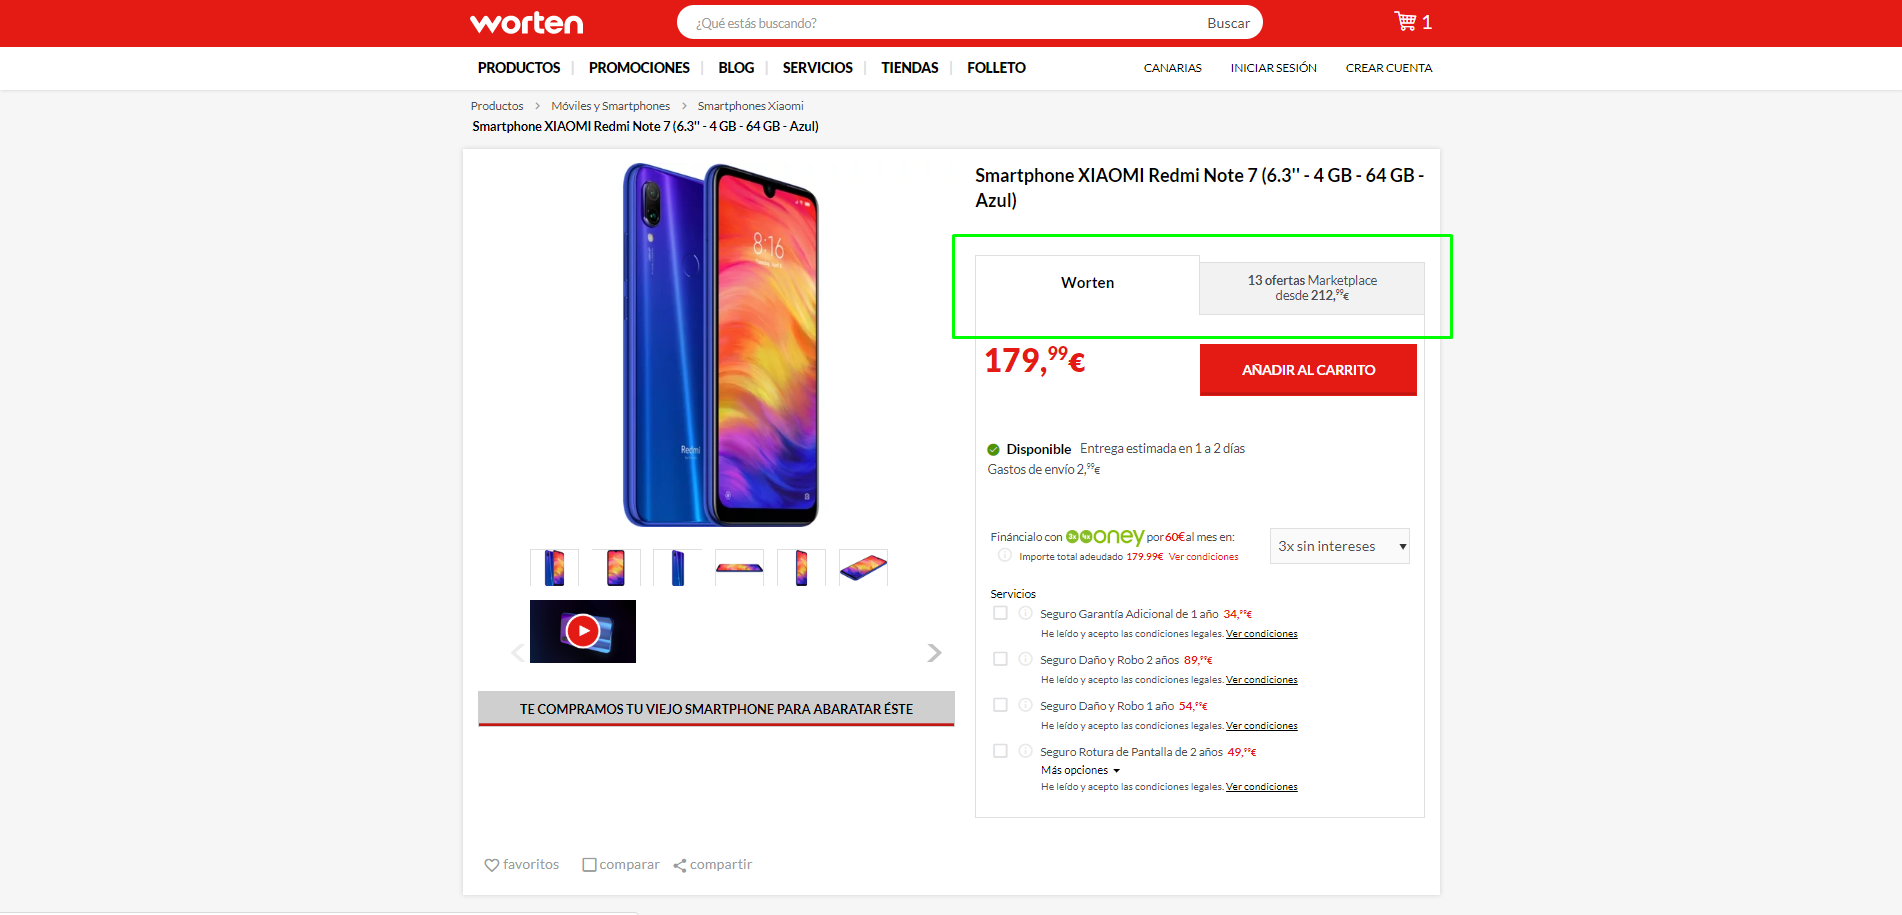 worten
¿Qué estás buscando?
Buscar
1
PRODUCTOS
PROMOCIONES
BLOG
SERVICIOS
TIENDAS
FOLLETO
CANARIAS
INICIAR SESIÓN
CREAR CUENTA
Productos > Móviles y Smartphones > Smartphones Xiaomi
Smartphone XIAOMI Redmi Note 7 (6.3'' - 4 GB - 64 GB - Azul)
8:16
Redmi
TE COMPRAMOS TU VIEJO SMARTPHONE PARA ABARATAR ÉSTE
favoritos
comparar
compartir
Smartphone XIAOMI Redmi Note 7 (6.3'' - 4 GB - 64 GB -
Azul)
Worten
13 ofertas Marketplace
desde 212,99€
179,99€
AÑADIR AL CARRITO
Disponible Entrega estimada en 1 a 2 días
Gastos de envío 2,99€
Fináncialo con 3x 4x oney por 60€ al mes en:
3x sin intereses
Importe total adeudado 179.99€ Ver condiciones
Servicios
Seguro Garantía Adicional de 1 año 34,99€
He leído y acepto las condiciones legales. Ver condiciones
Seguro Daño y Robo 2 años 89,99€
He leído y acepto las condiciones legales. Ver condiciones
Seguro Daño y Robo 1 año 54,99€
He leído y acepto las condiciones legales. Ver condiciones
Seguro Rotura de Pantalla de 2 años 49,99€
Más opciones
He leído y acepto las condiciones legales. Ver condiciones